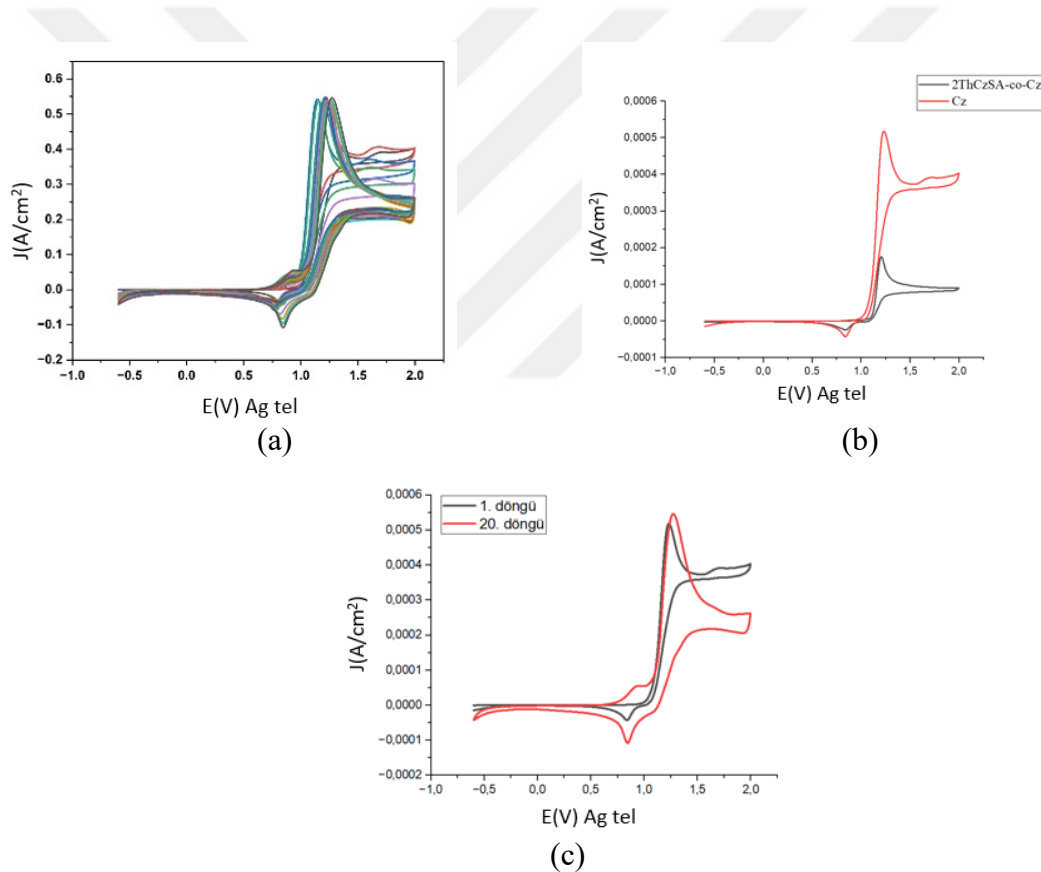 0.6
0.5
0.4
0.3
0.2
0.1
0.0
−0.1
−0.2
J(A/cm²)
−1.0 −0.5 0.0 0.5 1.0 1.5 2.0
E(V) Ag tel
(a)
2ThCzSA-co-Cz
Cz
0,0006
0,0005
0,0004
0,0003
0,0002
0,0001
0,0000
−0,0001
J(A/cm²)
−1,0 −0,5 0,0 0,5 1,0 1,5 2,0
E(V) Ag tel
(b)
1. döngü
20. döngü
0,0006
0,0005
0,0004
0,0003
0,0002
0,0001
0,0000
−0,0001
−0,0002
J(A/cm²)
−1,0 −0,5 0,0 0,5 1,0 1,5 2,0
E(V) Ag tel
(c)